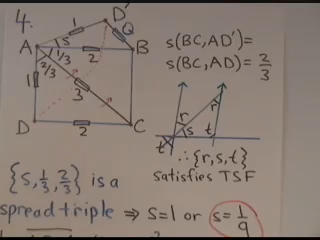 4.
D'
1
Q
A
s
1/3
2
B
2/3
1
3
D
2
C
s(BC,AD')=
s(BC,AD) = 2/3
r
r
s
t
t
∴{r,s,t}
satisfies TSF
{s, 1/3, 2/3} is a
spread triple ⇒ s=1 or s=1/9